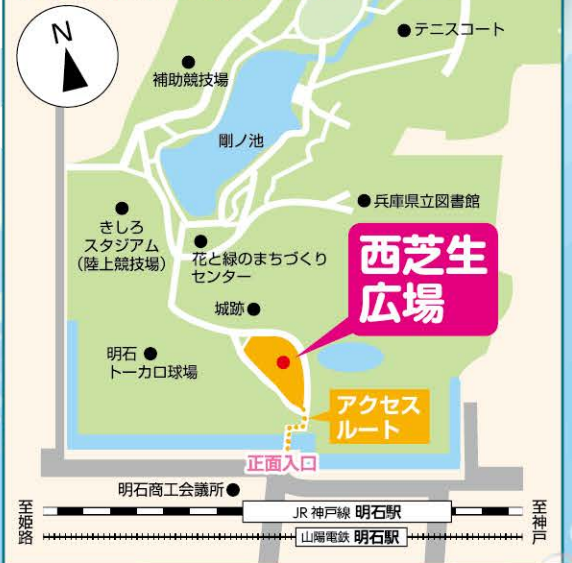 N
テニスコート
補助競技場
剛ノ池
兵庫県立図書館
きしろ
スタジアム
（陸上競技場）
花と緑のまちづくり
センター
西芝生
広場
城跡
明石
トーカロ球場
アクセス
ルート
正面入口
明石商工会議所
至姫路
JR 神戸線 明石駅
至神戸
山陽電鉄 明石駅